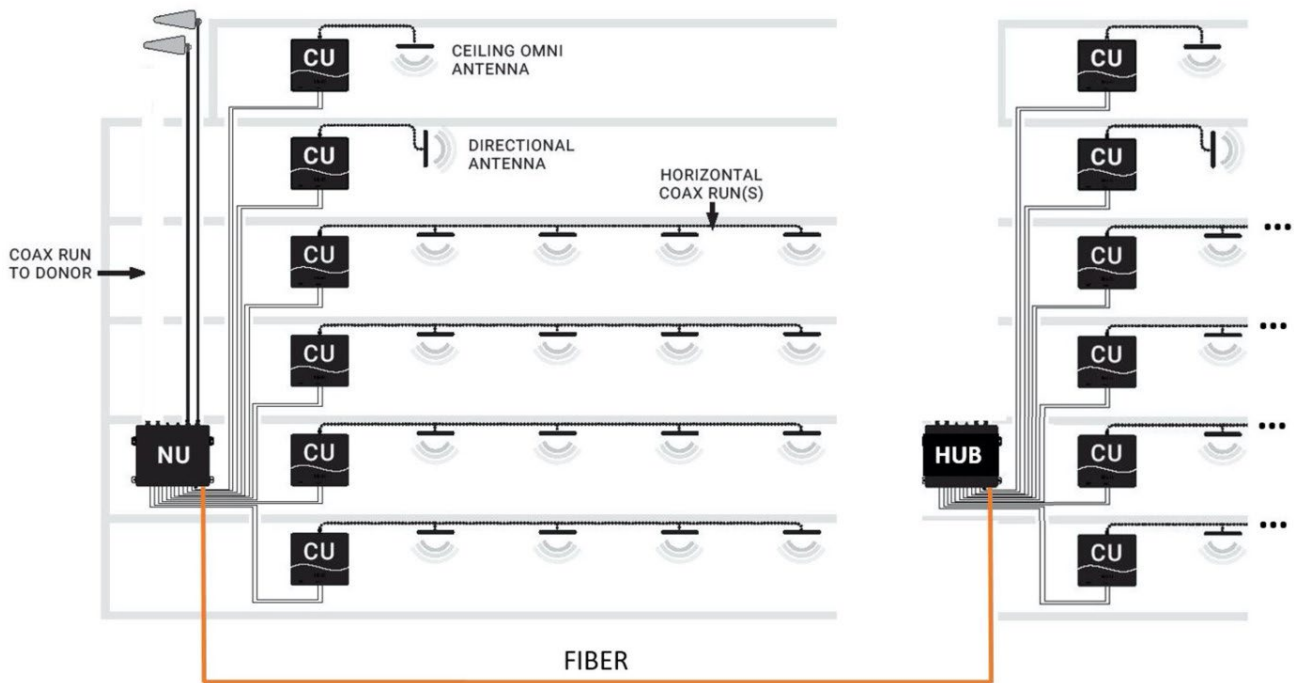 CU
CEILING OMNI
ANTENNA
CU
CU
DIRECTIONAL
ANTENNA
CU
HORIZONTAL
COAX RUN(S)
COAX RUN
TO DONOR
CU
CU
...
CU
CU
...
NU
CU
HUB
CU
...
CU
CU
...
FIBER